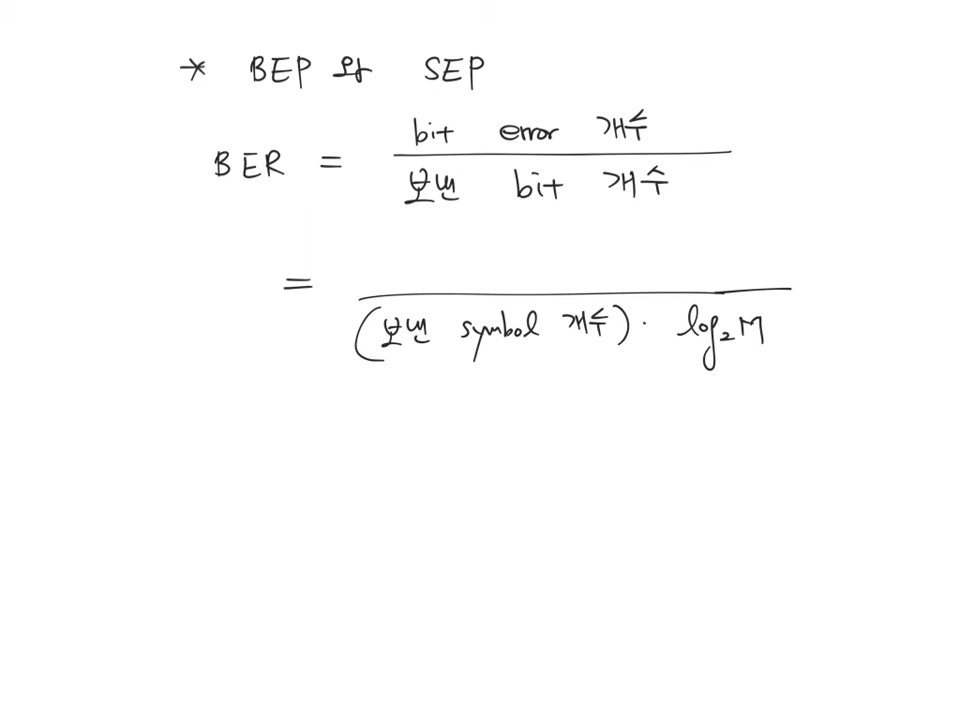 * BEP 와 SEP
bit error 개수
BER = 보낸 bit 개수
=
(보낸 symbol 개수) · log₂M